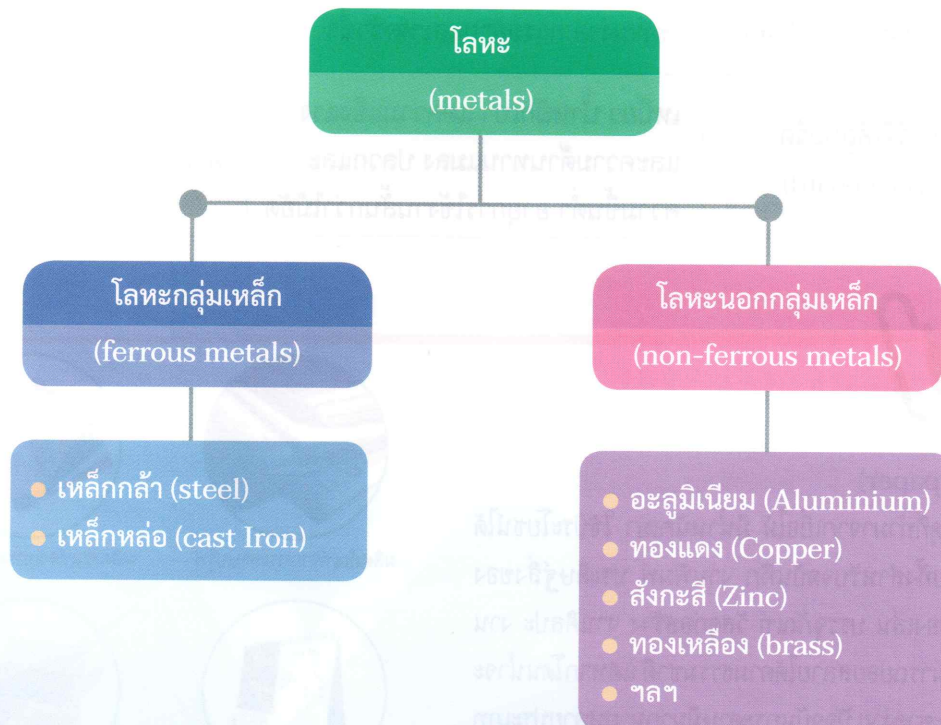 โลหะ
(metals)
โลหะกลุ่มเหล็ก
(ferrous metals)
เหล็กกล้า (steel)
เหล็กหล่อ (cast Iron)
โลหะนอกกลุ่มเหล็ก
(non-ferrous metals)
อะลูมิเนียม (Aluminium)
ทองแดง (Copper)
สังกะสี (Zinc)
ทองเหลือง (brass)
ฯลฯ